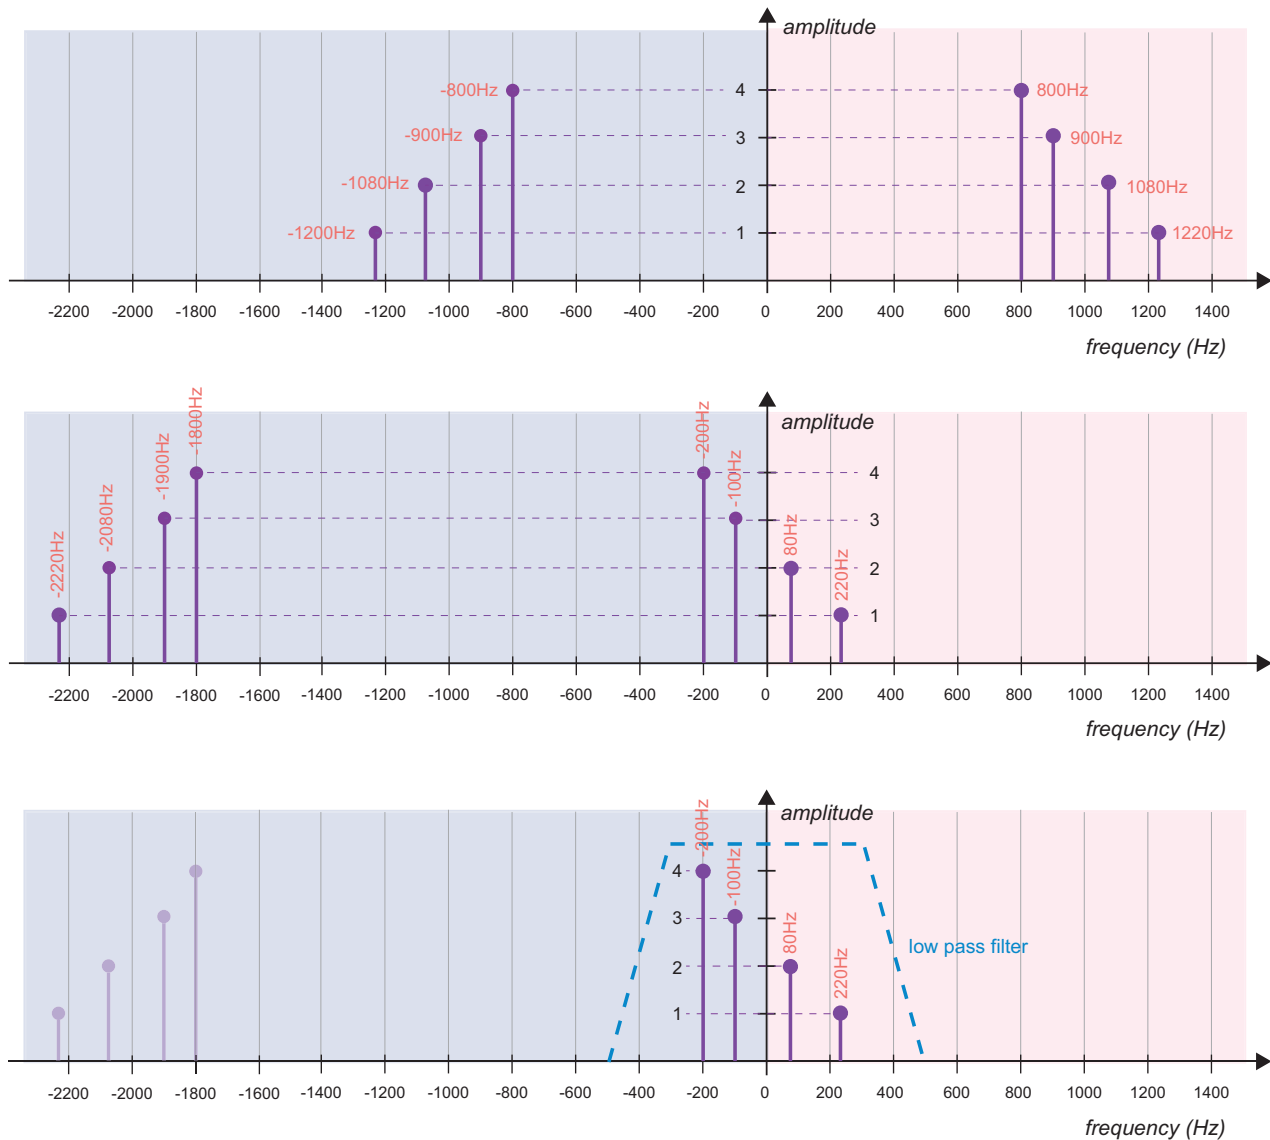 amplitude
-800Hz 4 800Hz
-900Hz 3 900Hz
-1080Hz 2 1080Hz
-1200Hz 1 1220Hz
-2200 -2000 -1800 -1600 -1400 -1200 -1000 -800 -600 -400 -200 0 200 400 600 800 1000 1200 1400
frequency (Hz)
amplitude
-2220Hz
-2080Hz
-1900Hz
-1800Hz
-200Hz
-100Hz
80Hz
220Hz
4
3
2
1
-2200 -2000 -1800 -1600 -1400 -1200 -1000 -800 -600 -400 -200 0 200 400 600 800 1000 1200 1400
frequency (Hz)
amplitude
-200Hz
-100Hz
80Hz
220Hz
4
3
2
1
low pass filter
-2200 -2000 -1800 -1600 -1400 -1200 -1000 -800 -600 -400 -200 0 200 400 600 800 1000 1200 1400
frequency (Hz)